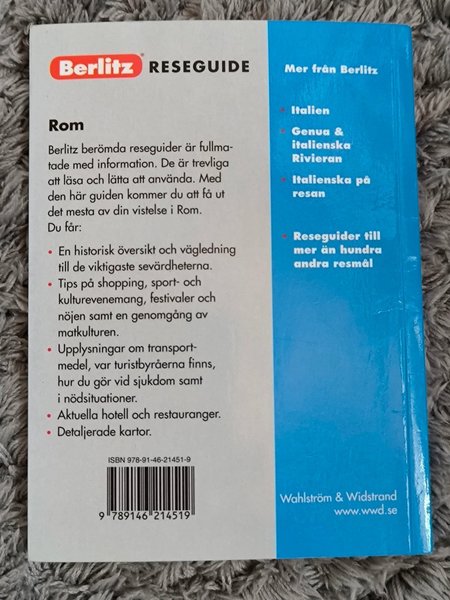 Berlitz RESEGUIDE
Rom
Berlitz berömda reseguider är fullma-
tade med information. De är trevliga
att läsa och lätta att använda. Med
den här guiden kommer du att få ut
det mesta av din vistelse i Rom.
Du får:
• En historisk översikt och vägledning
till de viktigaste sevärdheterna.
• Tips på shopping, sport- och
kulturevenemang, festivaler och
nöjen samt en genomgång av
matkulturen.
• Upplysningar om transport-
medel, var turistbyråerna finns,
hur du gör vid sjukdom samt
i nödsituationer.
• Aktuella hotell och restauranger.
• Detaljerade kartor.
ISBN 978-91-46-21451-9
9 789146 214519
Mer från Berlitz
• Italien
• Genua &
italienska
Rivieran
• Italienska på
resan
• Reseguider till
mer än hundra
andra resmål
Wahlström & Widstrand
www.wwd.se